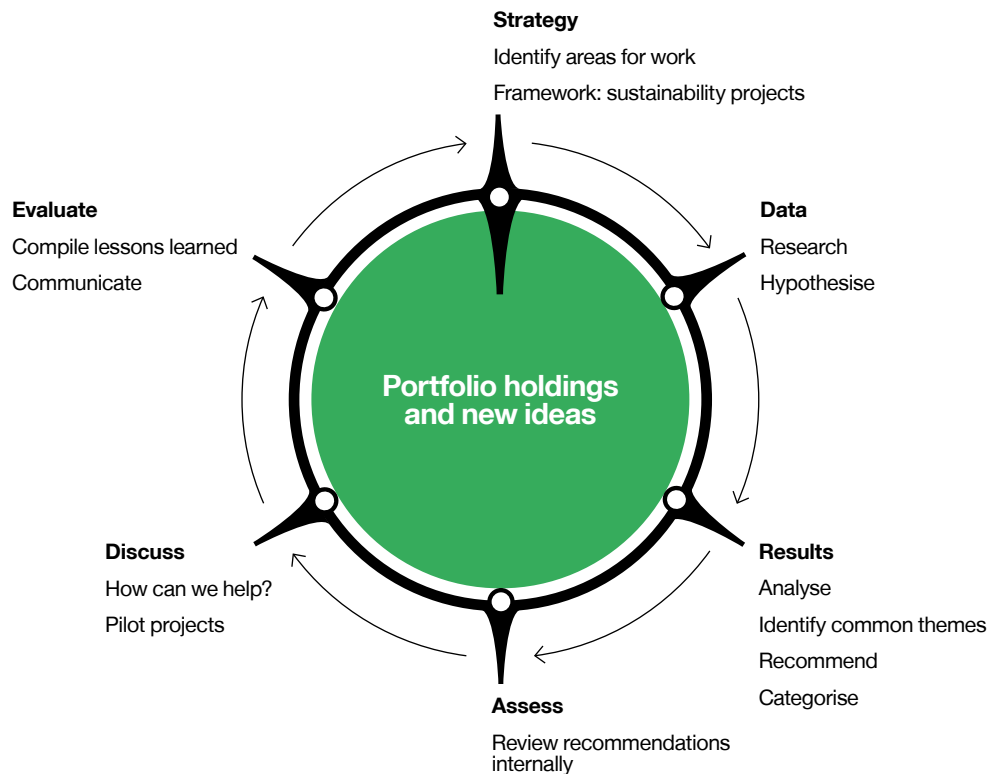 Strategy
Identify areas for work
Framework: sustainability projects
Data
Research
Hypothesise
Results
Analyse
Identify common themes
Recommend
Categorise
Assess
Review recommendations
internally
Discuss
How can we help?
Pilot projects
Evaluate
Compile lessons learned
Communicate
Portfolio holdings
and new ideas